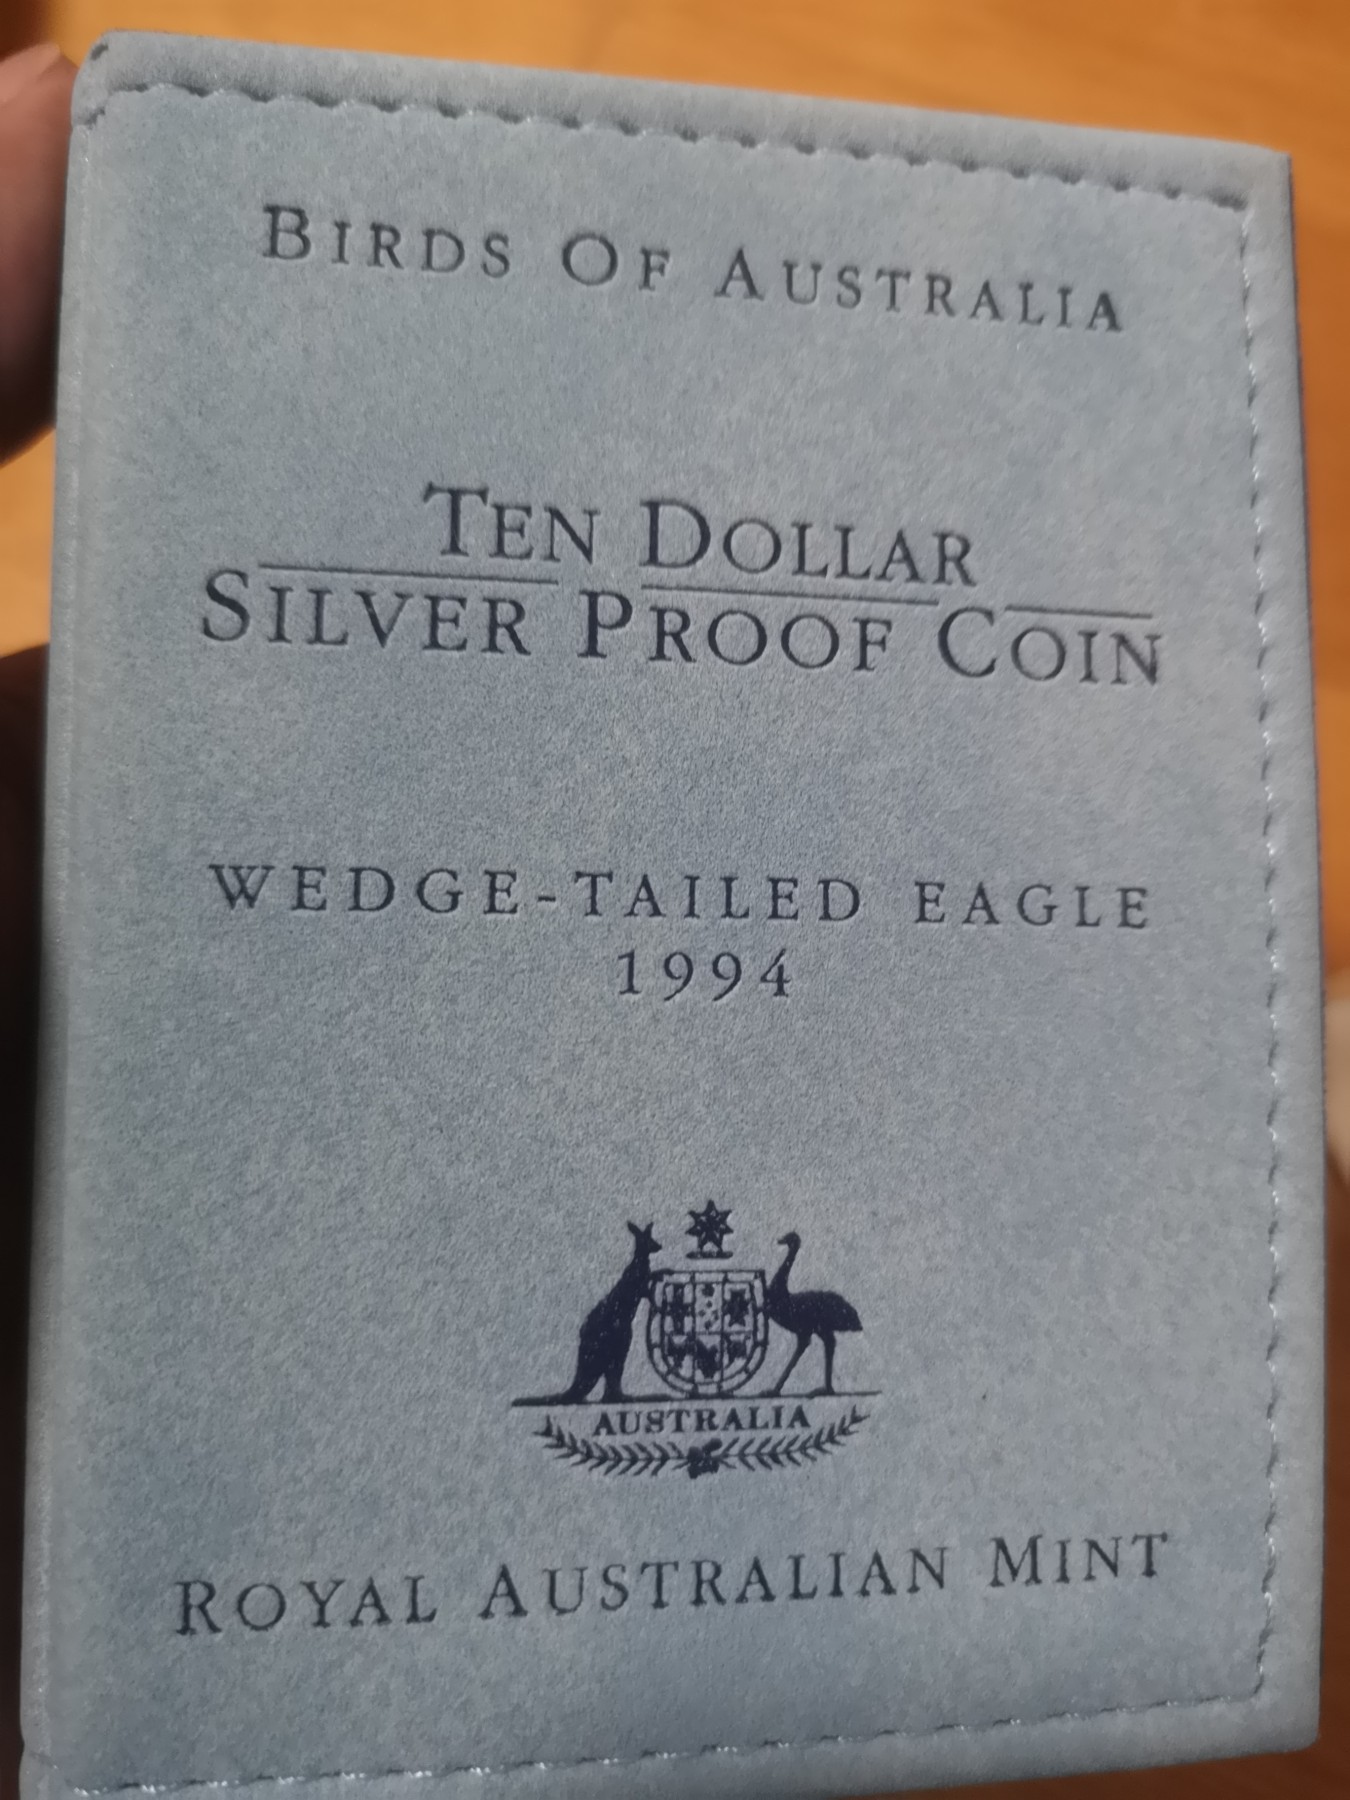 BIRDS OF AUSTRALIA
TEN DOLLAR
SILVER PROOF COIN
WEDGE-TAILED EAGLE
1994
AUSTRALIA
ROYAL AUSTRALIAN MINT